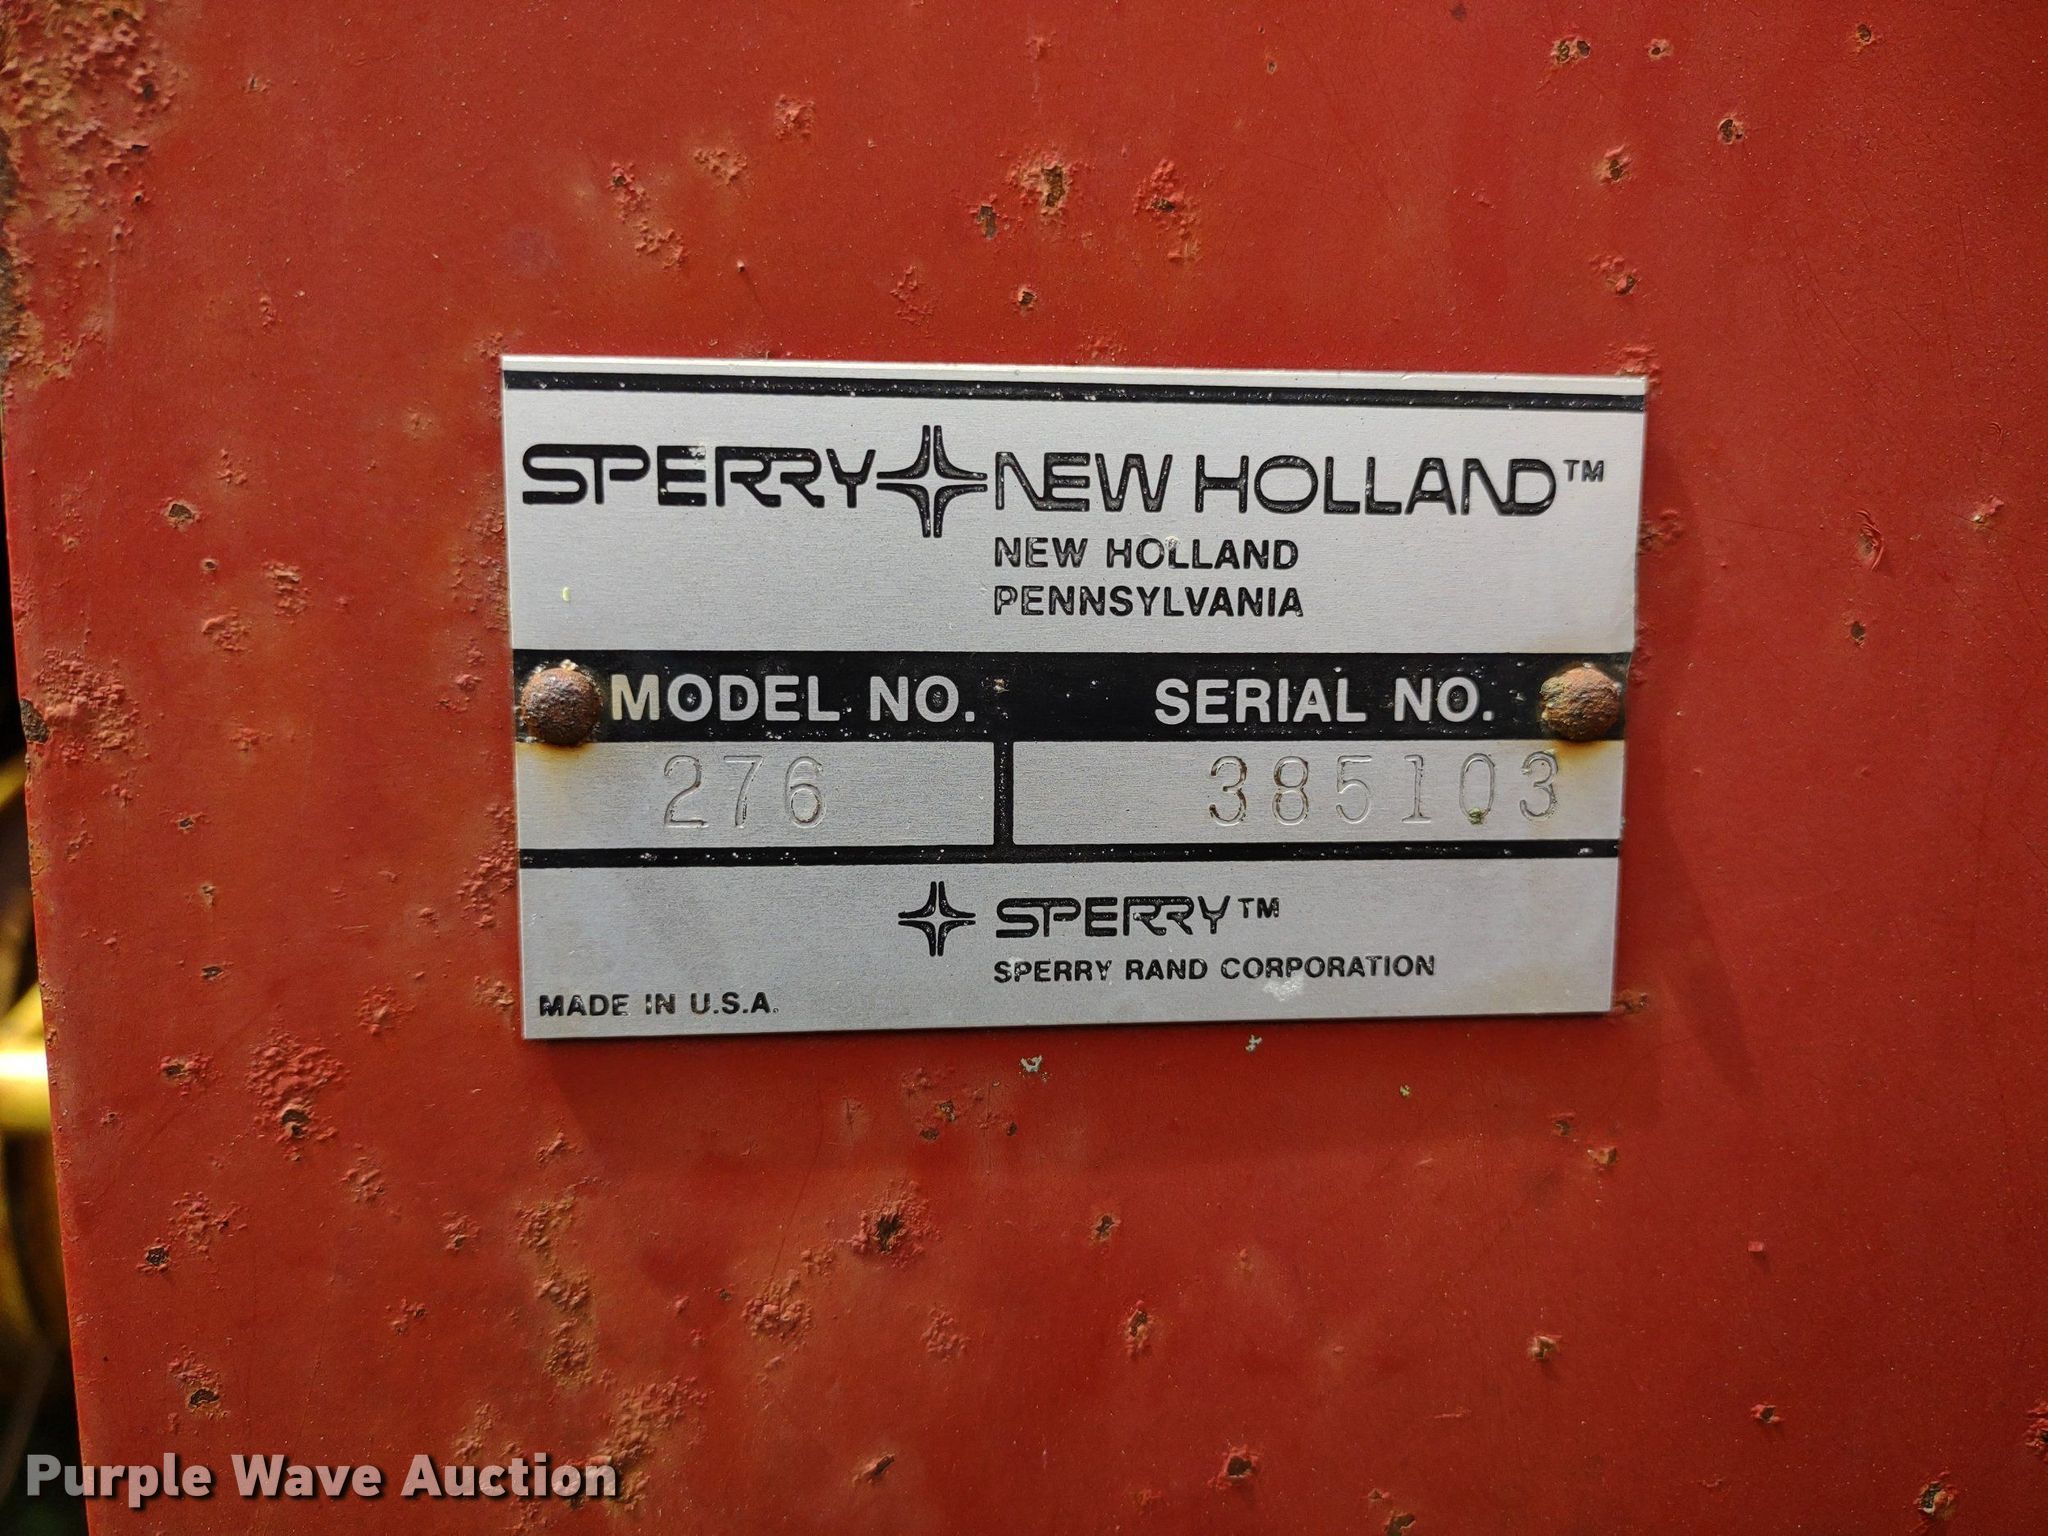 SPERRY NEW HOLLAND™
NEW HOLLAND
PENNSYLVANIA
MODEL NO. SERIAL NO.
276 385103
SPERRY™
SPERRY RAND CORPORATION
MADE IN U.S.A.
Purple Wave Auction